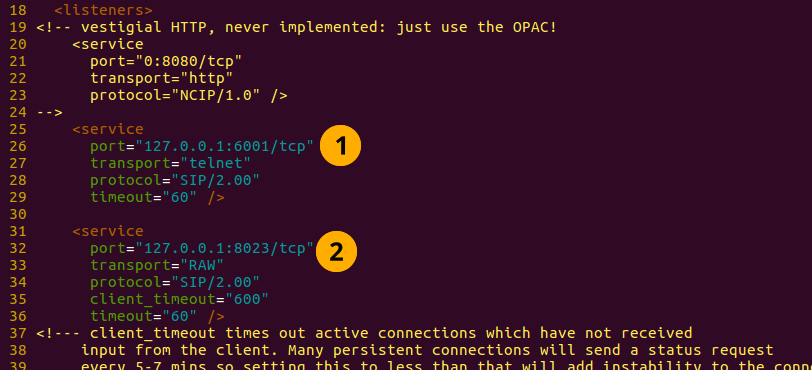 18   <listeners>
19 <!-- vestigial HTTP, never implemented: just use the OPAC!
20     <service
21       port="0:8080/tcp"
22       transport="http"
23       protocol="NCIP/1.0" />
24 -->
25     <service
26       port="127.0.0.1:6001/tcp" 1
27       transport="telnet"
28       protocol="SIP/2.00"
29       timeout="60" />
30
31     <service
32       port="127.0.0.1:8023/tcp" 2
33       transport="RAW"
34       protocol="SIP/2.00"
35       client_timeout="600"
36       timeout="60" />
37 <!--- client_timeout times out active connections which have not received
38      input from the client. Many persistent connections will send a status request
39      every 5-7 mins so setting this to less than that will add instability to the